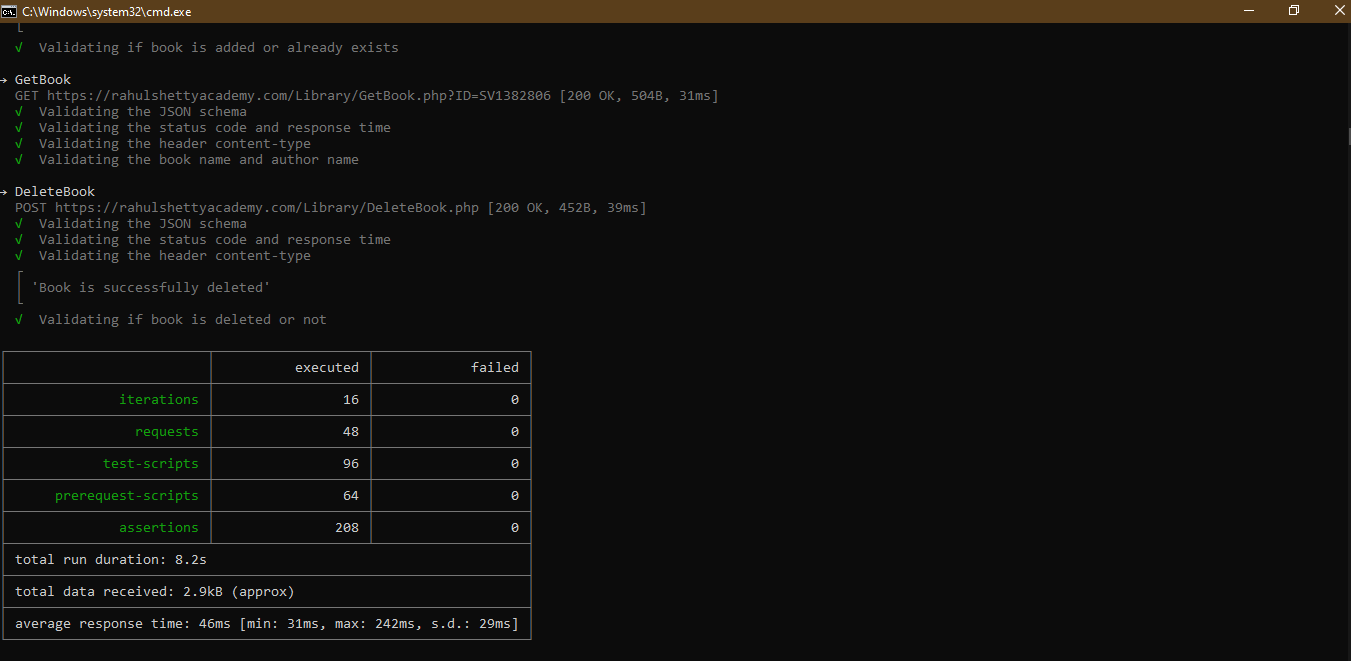 C:\Windows\system32\cmd.exe
√ Validating if book is added or already exists
→ GetBook
GET https://rahulshettyacademy.com/Library/GetBook.php?ID=SV1382806 [200 OK, 504B, 31ms]
√ Validating the JSON schema
√ Validating the status code and response time
√ Validating the header content-type
√ Validating the book name and author name
→ DeleteBook
POST https://rahulshettyacademy.com/Library/DeleteBook.php [200 OK, 452B, 39ms]
√ Validating the JSON schema
√ Validating the status code and response time
√ Validating the header content-type
'Book is successfully deleted'
√ Validating if book is deleted or not
executed failed
iterations 16 0
requests 48 0
test-scripts 96 0
prerequest-scripts 64 0
assertions 208 0
total run duration: 8.2s
total data received: 2.9kB (approx)
average response time: 46ms [min: 31ms, max: 242ms, s.d.: 29ms]